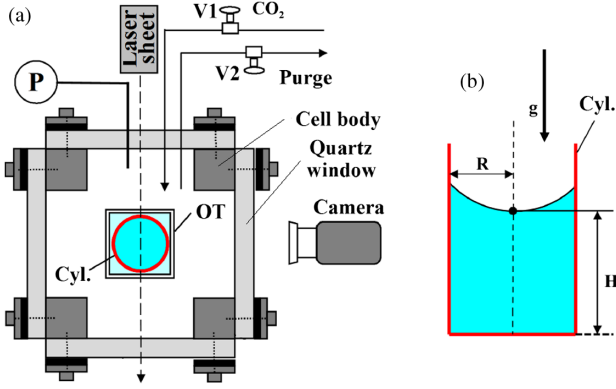 (a)
Laser
sheet
V1
CO₂
V2
Purge
P
Cell body
Quartz
window
OT
Camera
Cyl.
(b)
g
Cyl.
R
H